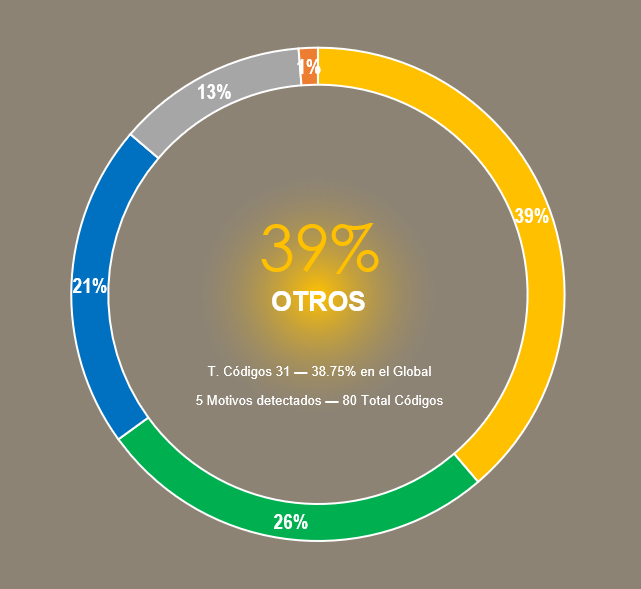 1%
13%
39%
39%
OTROS
21%
T. Códigos 31 — 38.75% en el Global
5 Motivos detectados — 80 Total Códigos
26%